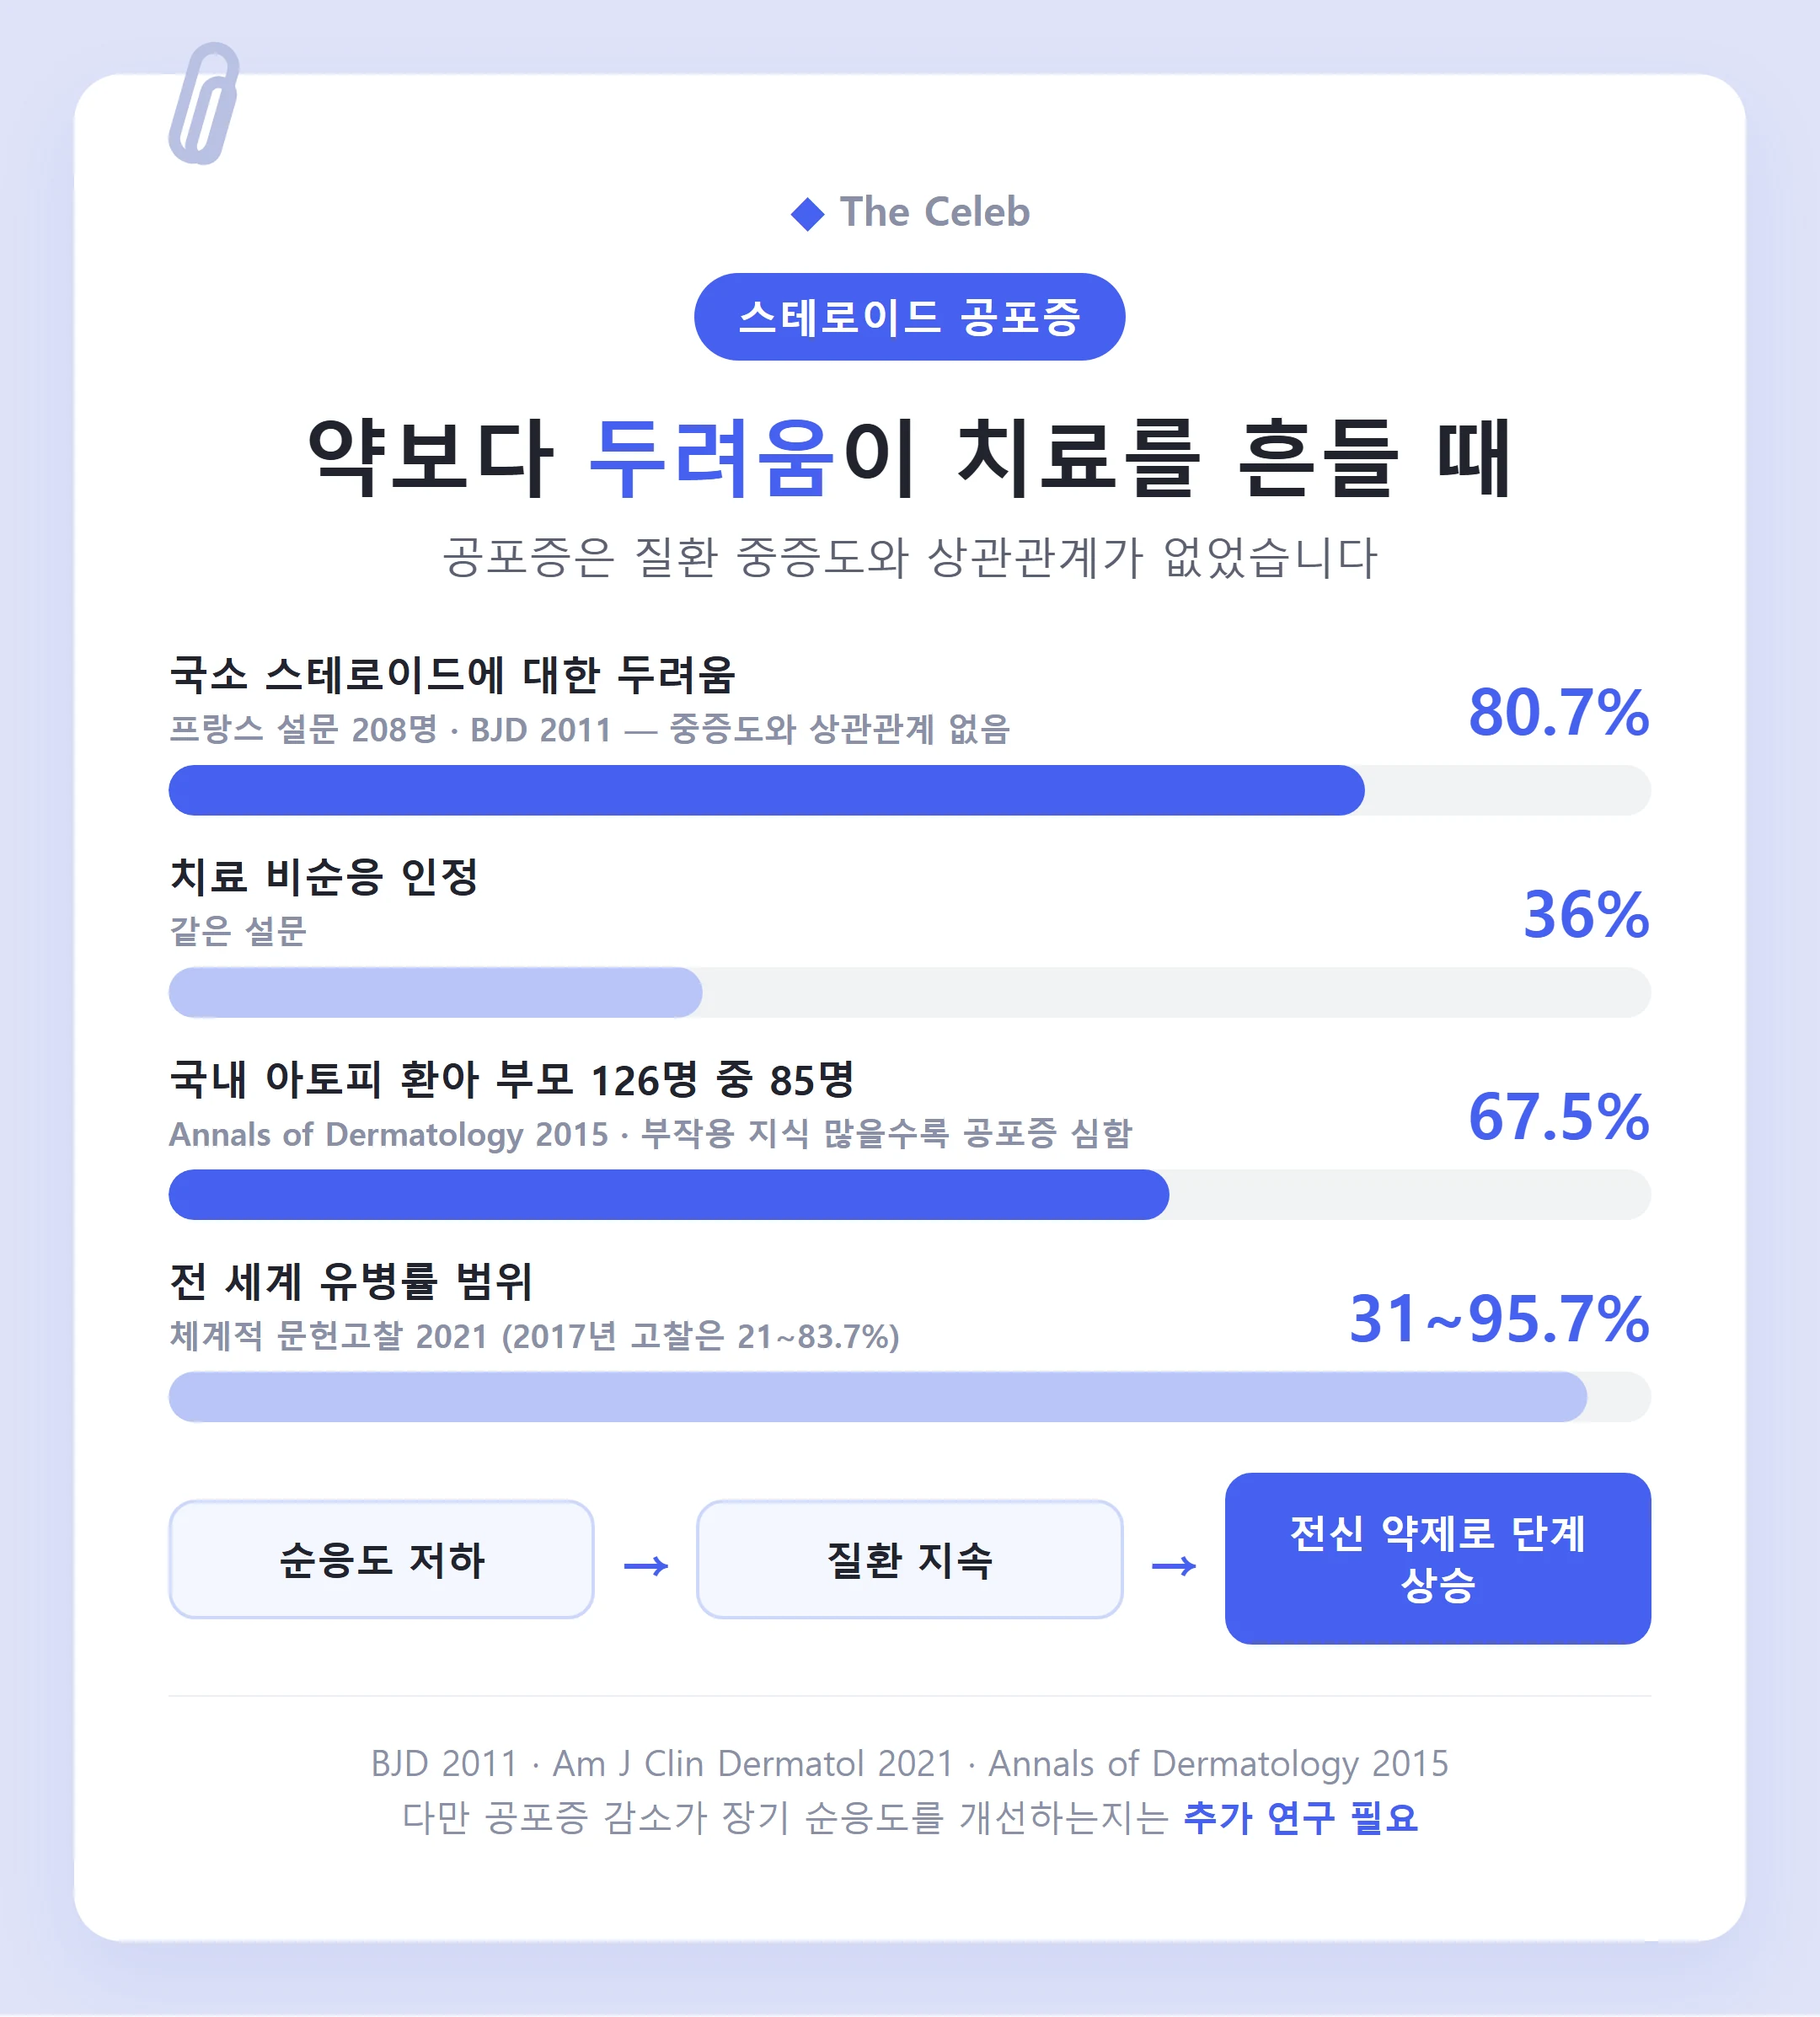 ◆ The Celeb
스테로이드 공포증
약보다 두려움이 치료를 흔들 때
공포증은 질환 중증도와 상관관계가 없었습니다
국소 스테로이드에 대한 두려움
프랑스 설문 208명 · BJD 2011 — 중증도와 상관관계 없음
80.7%
치료 비순응 인정
같은 설문
36%
국내 아토피 환아 부모 126명 중 85명
Annals of Dermatology 2015 · 부작용 지식 많을수록 공포증 심함
67.5%
전 세계 유병률 범위
체계적 문헌고찰 2021 (2017년 고찰은 21~83.7%)
31~95.7%
순응도 저하
→
질환 지속
→
전신 약제로 단계
상승
BJD 2011 · Am J Clin Dermatol 2021 · Annals of Dermatology 2015
다만 공포증 감소가 장기 순응도를 개선하는지는 추가 연구 필요